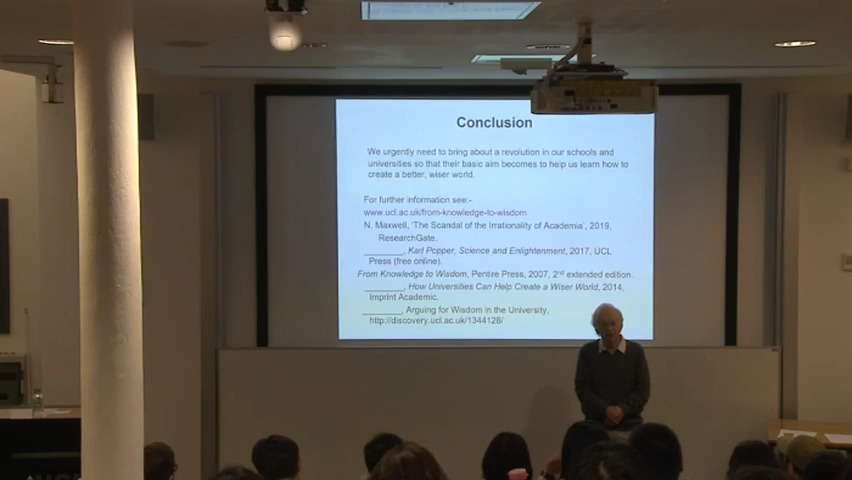 Conclusion
We urgently need to bring about a revolution in our schools and
universities so that their basic aim becomes to help us learn how to
create a better, wiser world.
For further information see:-
www.ucl.ac.uk/from-knowledge-to-wisdom
N. Maxwell, 'The Scandal of the Irrationality of Academia', 2019,
ResearchGate.
________, Karl Popper, Science and Enlightenment, 2017, UCL
Press (free online).
From Knowledge to Wisdom, Pentire Press, 2007, 2nd extended edition.
________, How Universities Can Help Create a Wiser World, 2014,
Imprint Academic.
________, Arguing for Wisdom in the University,
http://discovery.ucl.ac.uk/1344128/